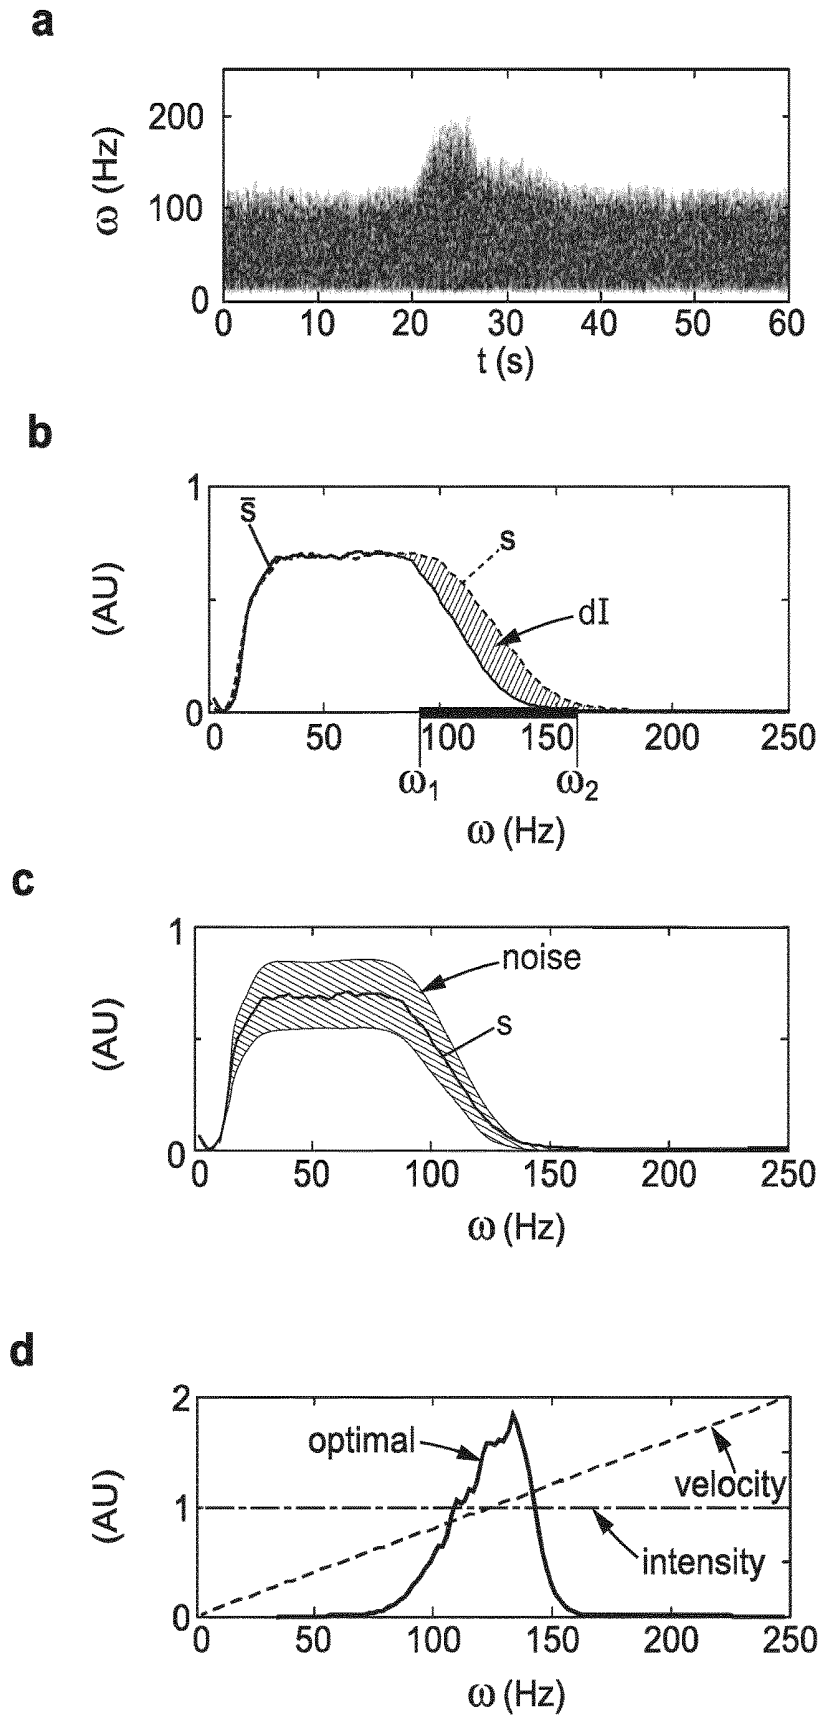 a
200
100
0
ω (Hz)
0 10 20 30 40 50 60
t (s)
b
1
0
(AU)
s̄
s
dI
0 50 100 150 200 250
ω1 ω2
ω (Hz)
c
1
0
(AU)
noise
s
0 50 100 150 200 250
ω (Hz)
d
2
1
0
(AU)
optimal
velocity
intensity
0 50 100 150 200 250
ω (Hz)